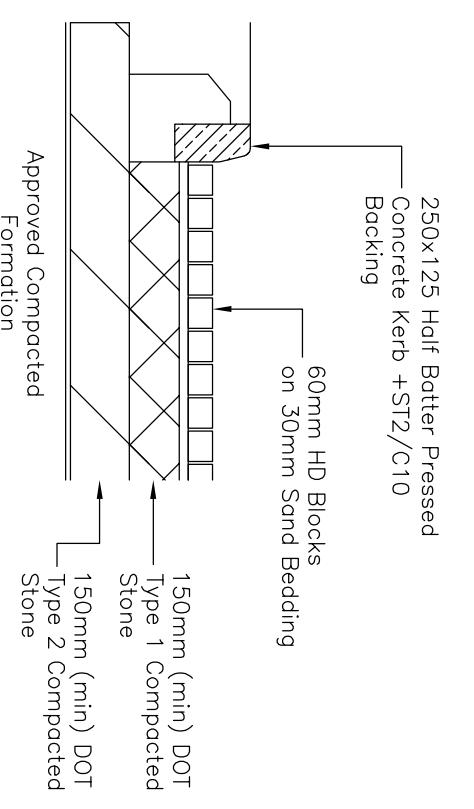 250x125 Half Batter Pressed
Concrete Kerb +ST2/C10
Backing
60mm HD Blocks
on 30mm Sand Bedding
150mm (min) DOT
Type 1 Compacted
Stone
150mm (min) DOT
Type 2 Compacted
Stone
Approved Compacted
Formation